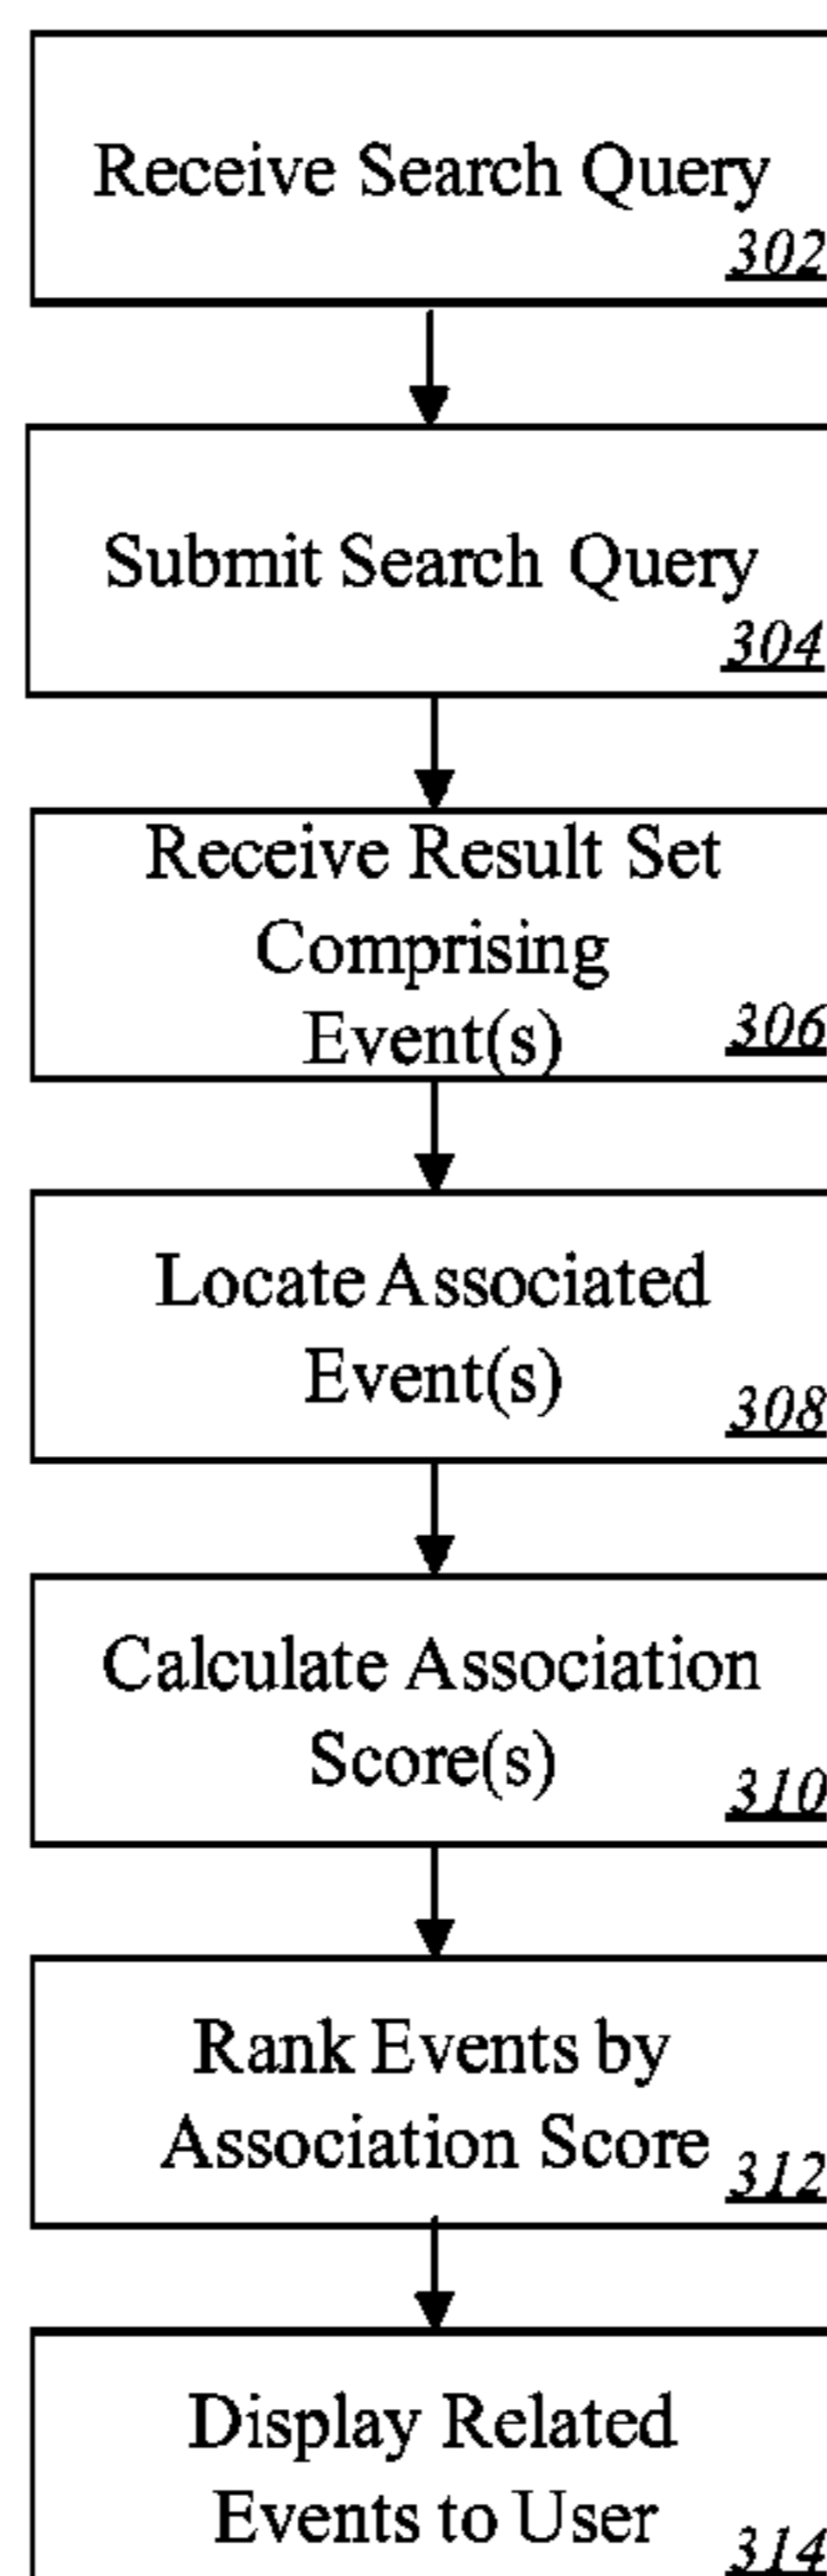 Receive Search Query
302
Submit Search Query
304
Receive Result Set
Comprising
Event(s)
306
Locate Associated
Event(s)
308
Calculate Association
Score(s)
310
Rank Events by
Association Score
312
Display Related
Events to User
314